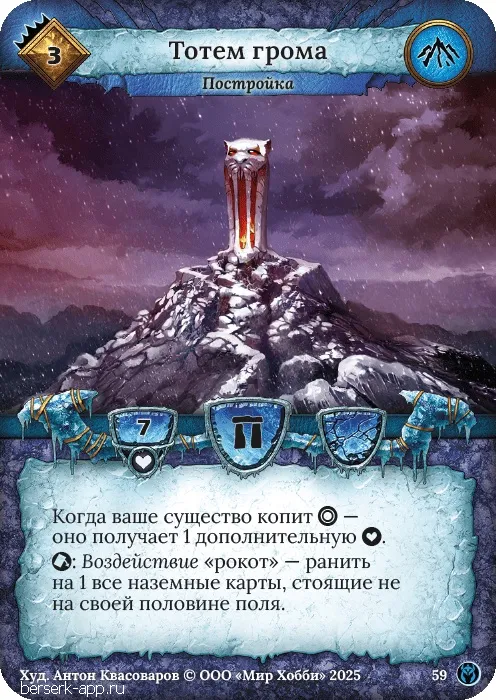 3
Тотем грома
Постройка
7
Когда ваше существо копит —
оно получает 1 дополнительную .
: Воздействие «рокот» — ранить
на 1 все наземные карты, стоящие не
на своей половине поля.
Худ. Антон Квасоваров © ООО «Мир Хобби» 2025 59
berserk-app.ru